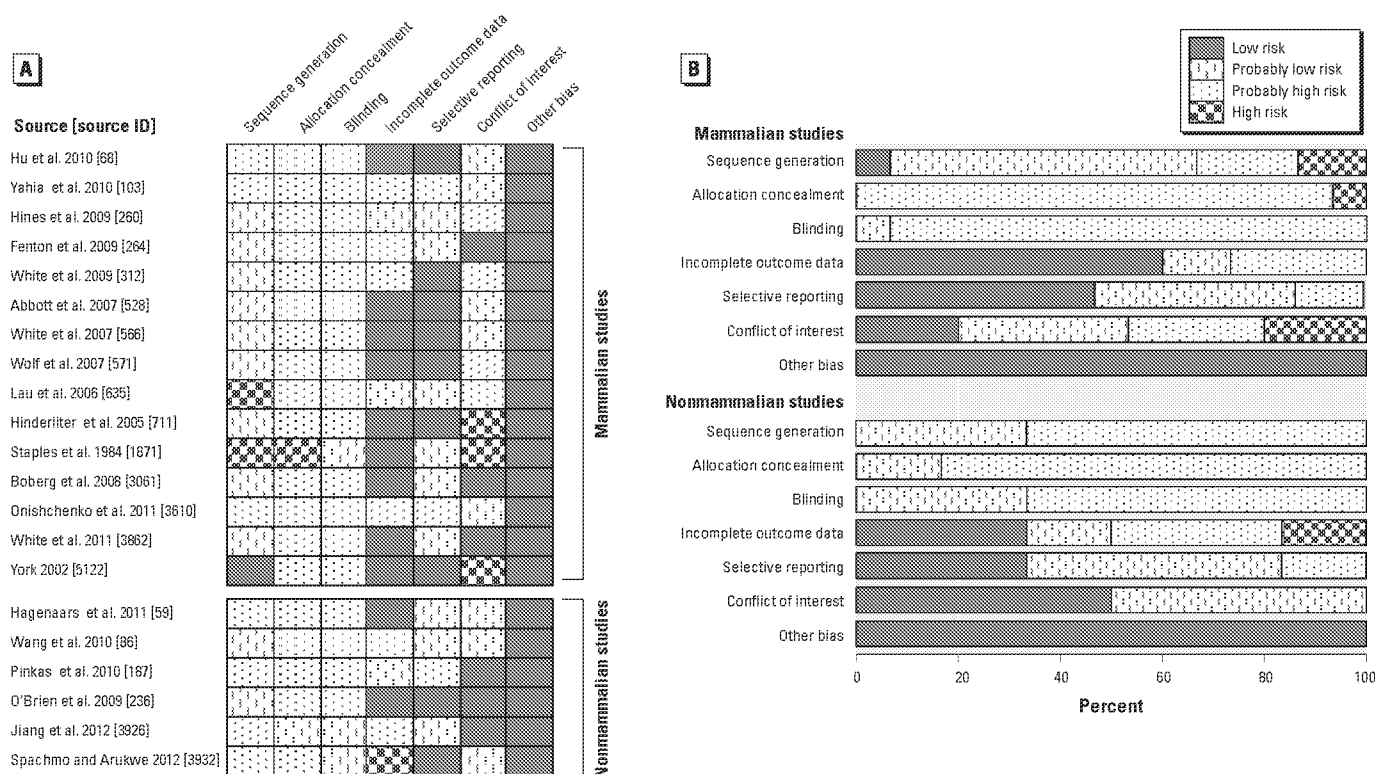 A
Sequence generation
Allocation concealment
Blinding
Incomplete outcome data
Selective reporting
Conflict of interest
Other bias
Source [source ID]
Hu et al. 2010 [68]
Yahia et al. 2010 [103]
Hines et al. 2009 [260]
Fenton et al. 2009 [264]
White et al. 2009 [312]
Abbott et al. 2007 [528]
White et al. 2007 [566]
Wolf et al. 2007 [571]
Lau et al. 2006 [635]
Hinderliter et al. 2005 [711]
Staples et al. 1984 [1871]
Boberg et al. 2008 [3061]
Onishchenko et al. 2011 [3610]
White et al. 2011 [3862]
York 2002 [5122]
Mammalian studies
Hagenaars et al. 2011 [59]
Wang et al. 2010 [86]
Pinkas et al. 2010 [187]
O'Brien et al. 2009 [236]
Jiang et al. 2012 [3926]
Spachmo and Arukwe 2012 [3932]
Nonmammalian studies
B
Low risk
Probably low risk
Probably high risk
High risk
Mammalian studies
Sequence generation
Allocation concealment
Blinding
Incomplete outcome data
Selective reporting
Conflict of interest
Other bias
Nonmammalian studies
Sequence generation
Allocation concealment
Blinding
Incomplete outcome data
Selective reporting
Conflict of interest
Other bias
0 20 40 60 80 100
Percent